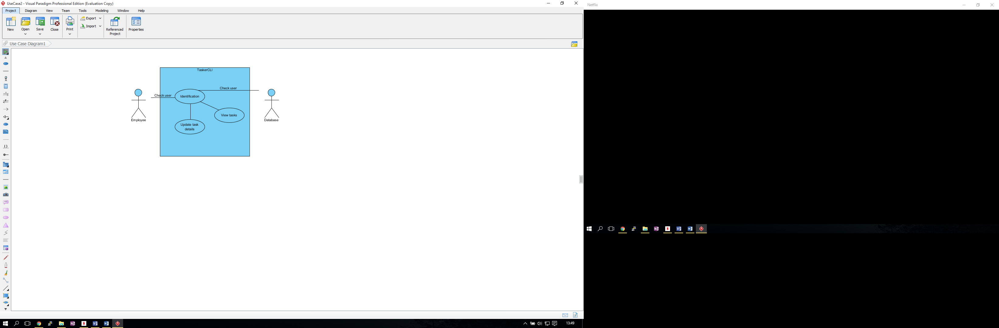 UseCase2 - Visual Paradigm Professional Edition (Evaluation Copy)
Netflix
Project Diagram View Team Tools Modeling Window Help
New
Open
Save
Close
Print
Export
Import
Referenced
Project
Properties
Use Case Diagram1
TaskerCLI
Check user
Check user
Identification
View tasks
Employee
Database
Update task
details
13:49